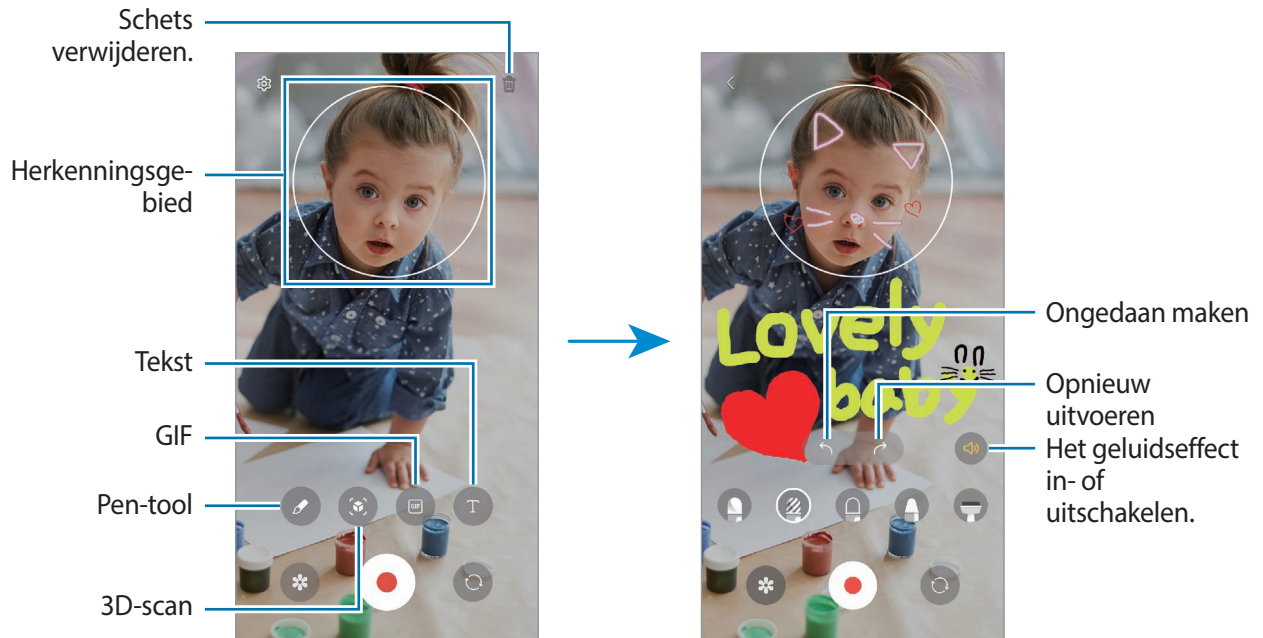 Schets
verwijderen.
Herkenningsge-
bied
Tekst
GIF
Pen-tool
3D-scan
GIF
T
Lovely
baby
Ongedaan maken
Opnieuw
uitvoeren
Het geluidseffect
in- of
uitschakelen.